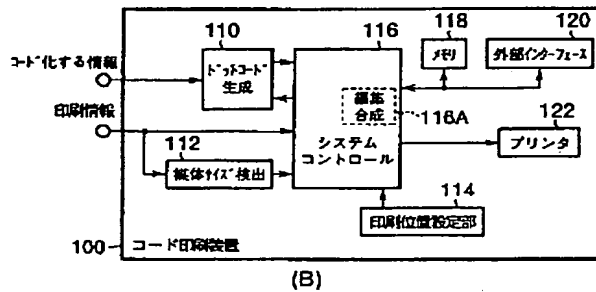 110
116
118
120
コード化する情報
ドットコード
生成
メモリ
外部インターフェース
編集
合成
116A
印刷情報
システム
コントロール
122
プリンタ
112
媒体サイズ検出
114
印刷位置設定部
100
コード印刷装置
(B)